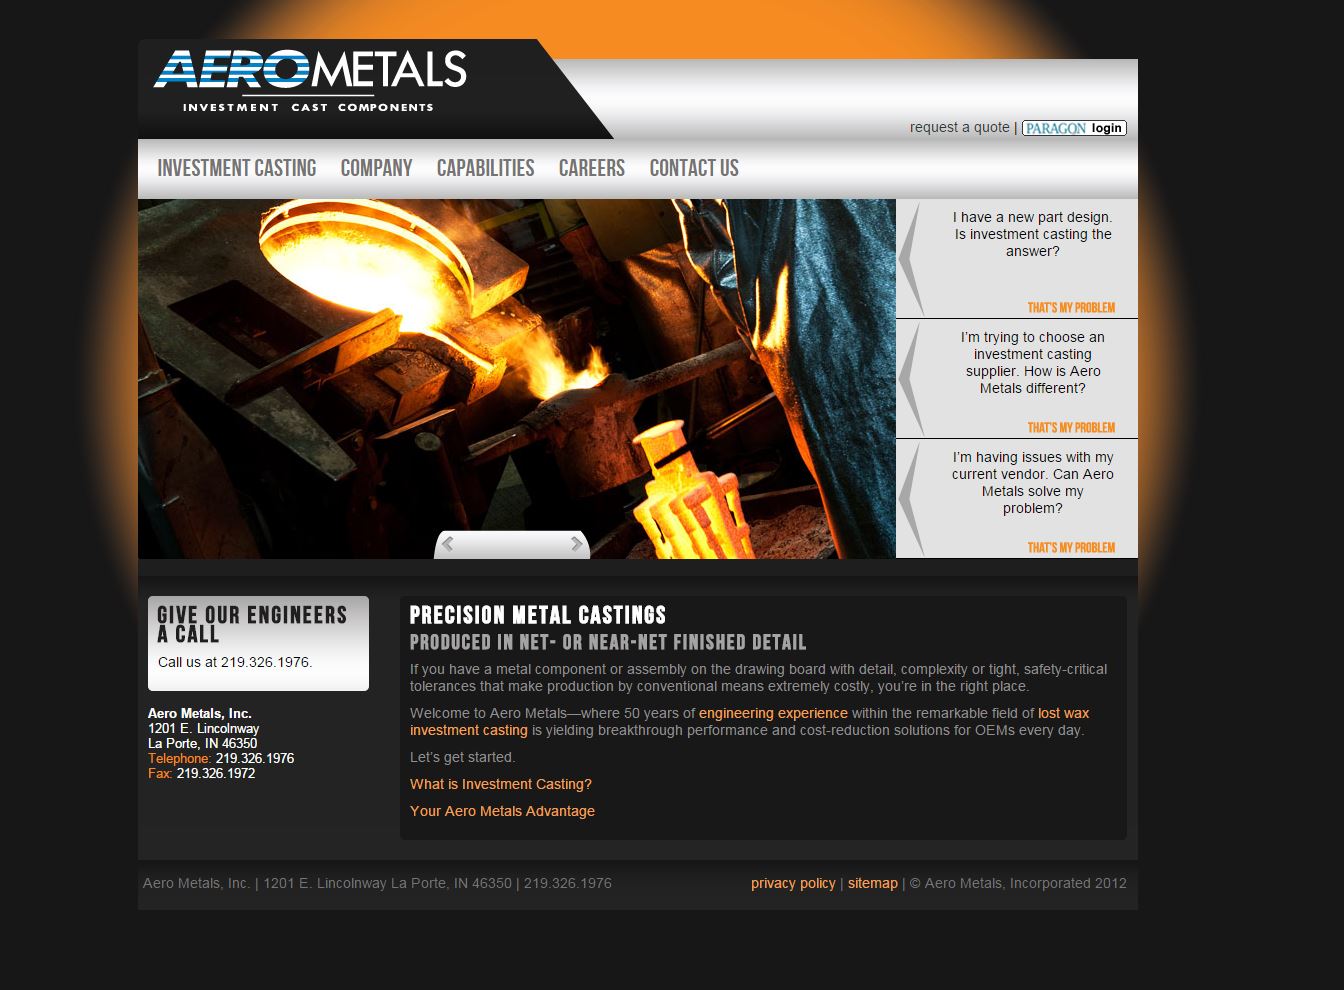 AEROMETALS
INVESTMENT CAST COMPONENTS
request a quote | PARAGON login
INVESTMENT CASTING COMPANY CAPABILITIES CAREERS CONTACT US
I have a new part design.
Is investment casting the
answer?
THAT'S MY PROBLEM
I'm trying to choose an
investment casting
supplier. How is Aero
Metals different?
THAT'S MY PROBLEM
I'm having issues with my
current vendor. Can Aero
Metals solve my
problem?
THAT'S MY PROBLEM
GIVE OUR ENGINEERS
A CALL
Call us at 219.326.1976.
Aero Metals, Inc.
1201 E. Lincolnway
La Porte, IN 46350
Telephone: 219.326.1976
Fax: 219.326.1972
PRECISION METAL CASTINGS
PRODUCED IN NET- OR NEAR-NET FINISHED DETAIL
If you have a metal component or assembly on the drawing board with detail, complexity or tight, safety-critical
tolerances that make production by conventional means extremely costly, you're in the right place.
Welcome to Aero Metals—where 50 years of engineering experience within the remarkable field of lost wax
investment casting is yielding breakthrough performance and cost-reduction solutions for OEMs every day.
Let's get started.
What is Investment Casting?
Your Aero Metals Advantage
Aero Metals, Inc. | 1201 E. Lincolnway La Porte, IN 46350 | 219.326.1976
privacy policy | sitemap | © Aero Metals, Incorporated 2012